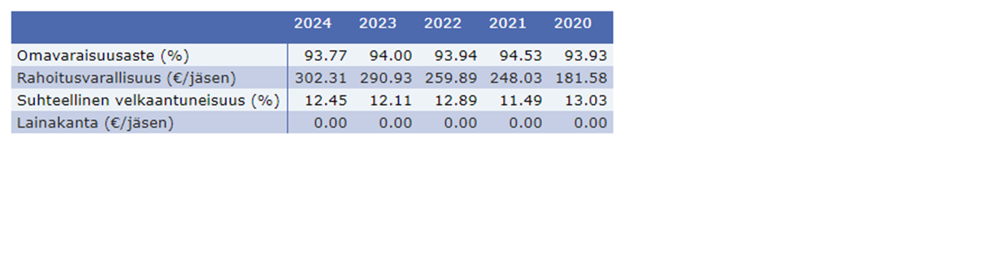 2024 2023 2022 2021 2020
Omavaraisuusaste (%) 93.77 94.00 93.94 94.53 93.93
Rahoitusvarallisuus (€/jäsen) 302.31 290.93 259.89 248.03 181.58
Suhteellinen velkaantuneisuus (%) 12.45 12.11 12.89 11.49 13.03
Lainakanta (€/jäsen) 0.00 0.00 0.00 0.00 0.00